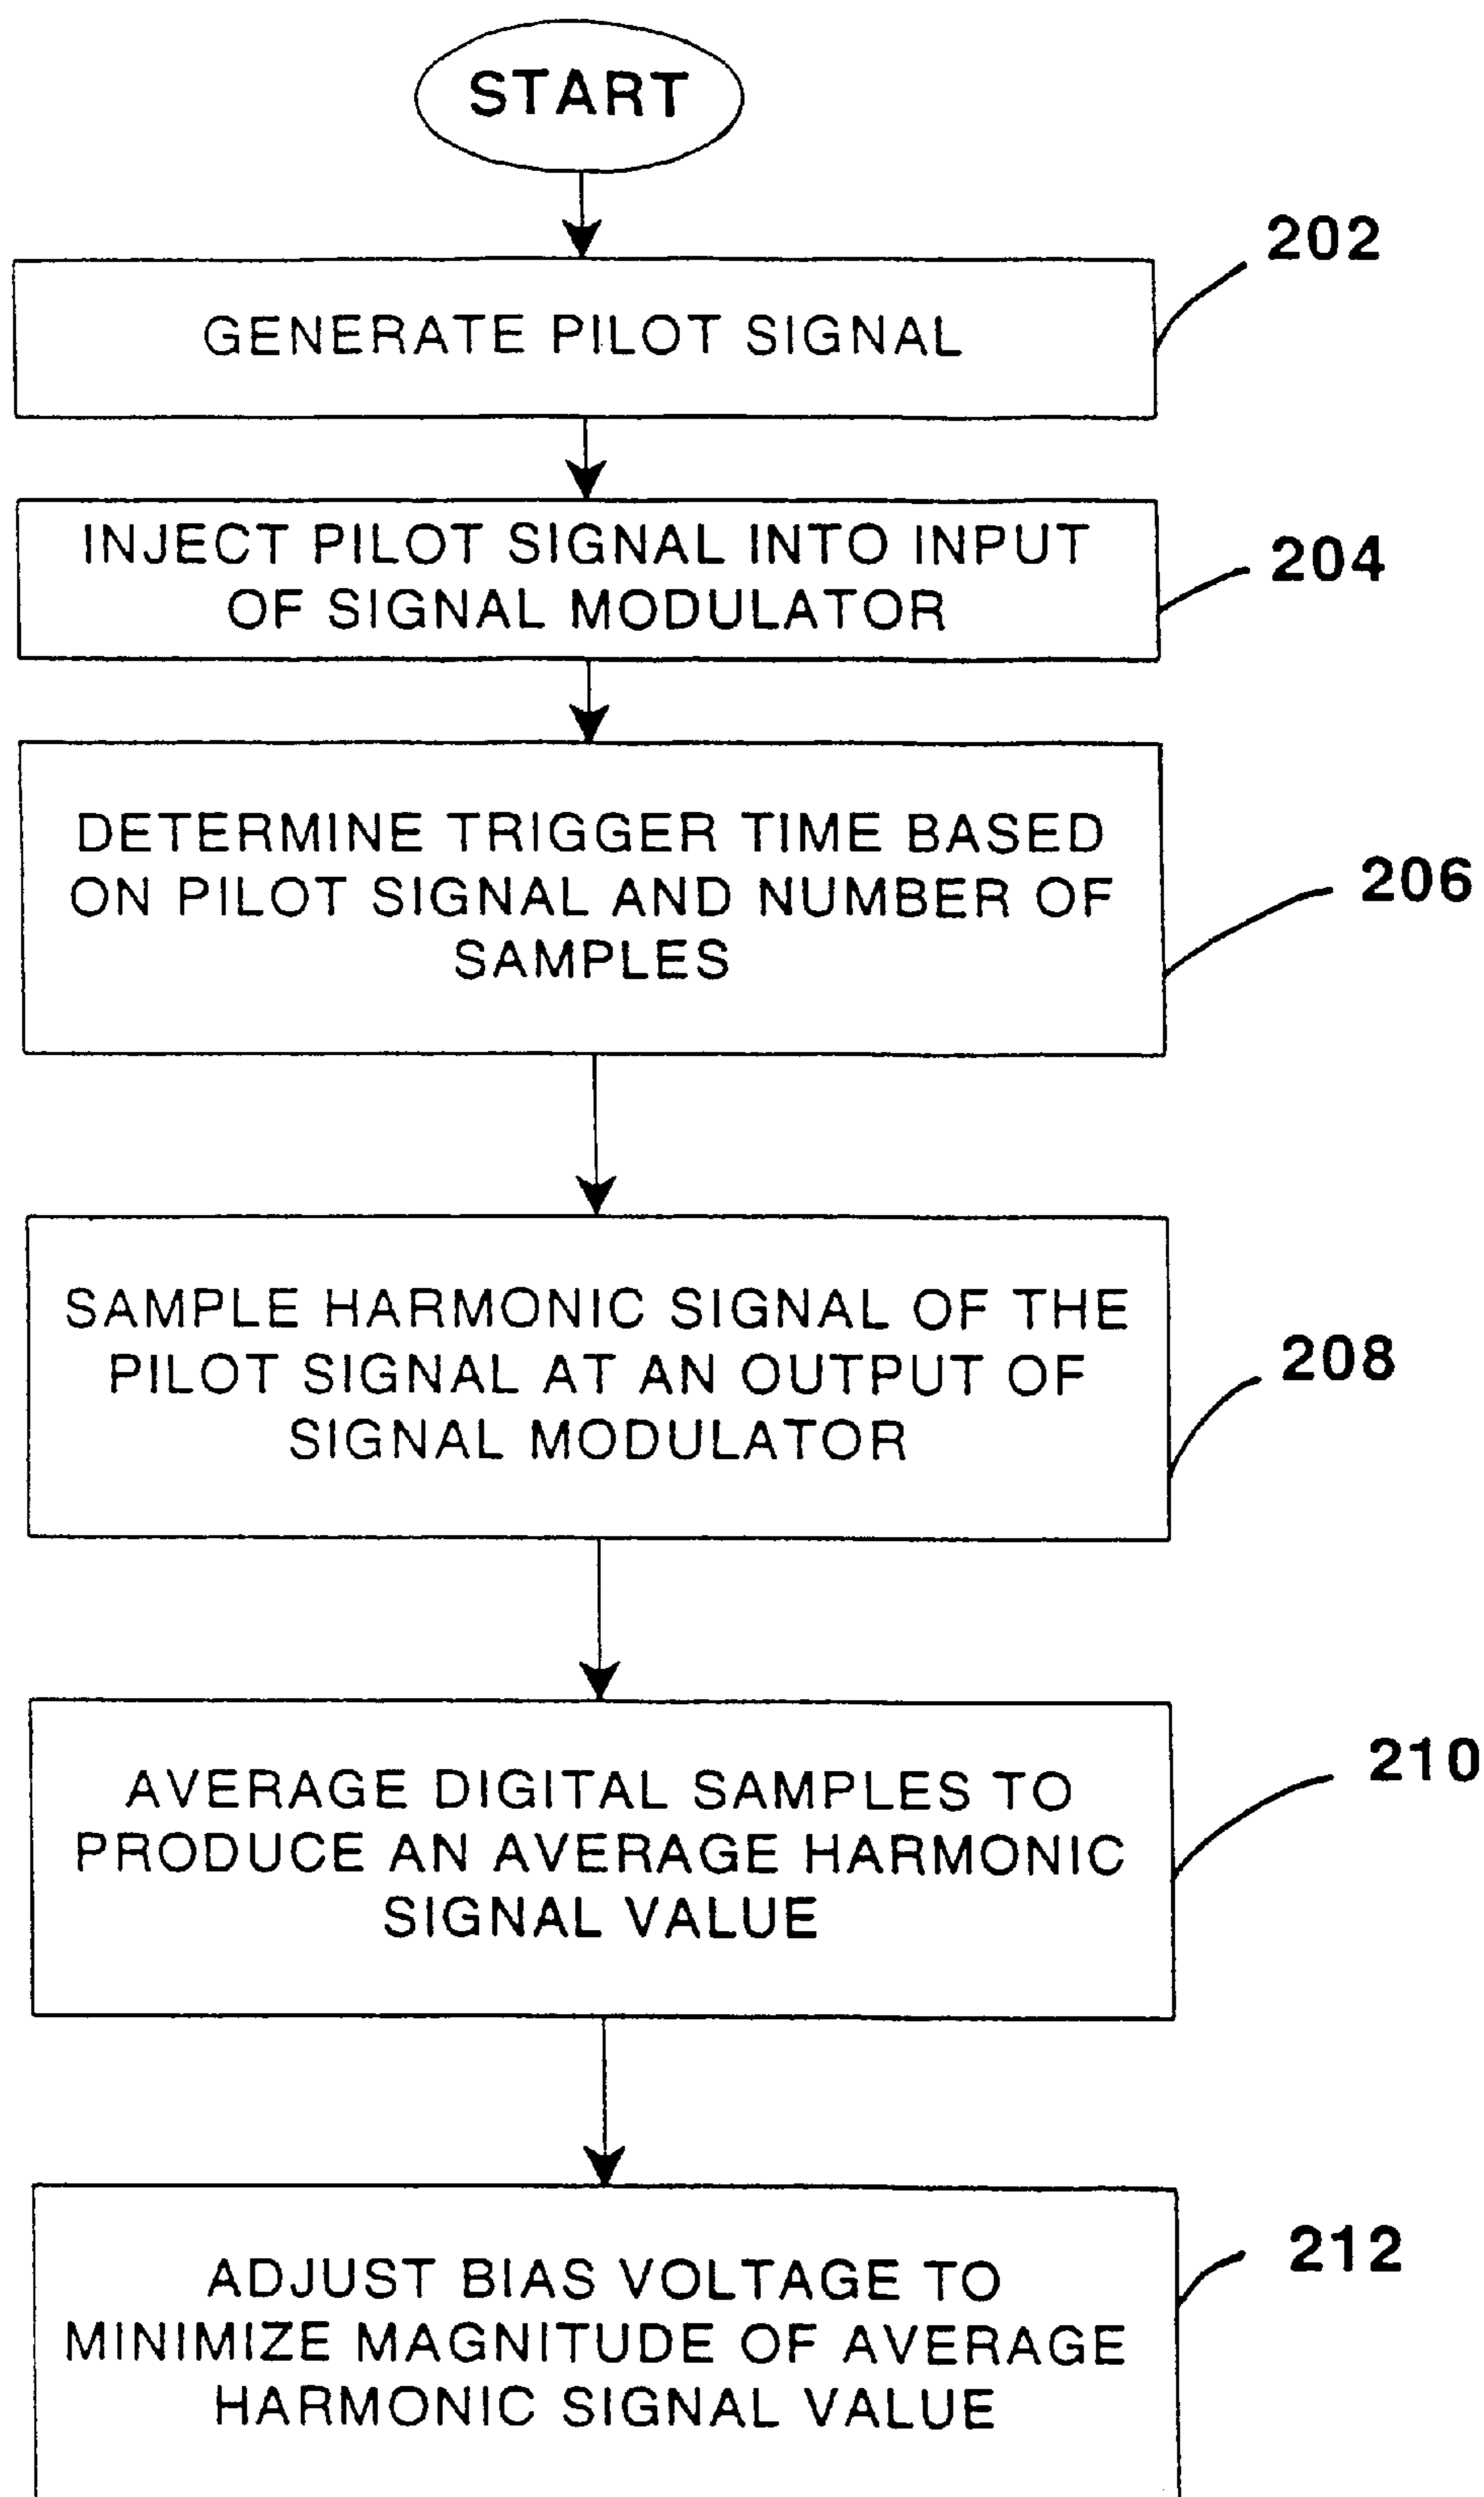 START
202
GENERATE PILOT SIGNAL
INJECT PILOT SIGNAL INTO INPUT
OF SIGNAL MODULATOR
204
DETERMINE TRIGGER TIME BASED
ON PILOT SIGNAL AND NUMBER OF
SAMPLES
206
SAMPLE HARMONIC SIGNAL OF THE
PILOT SIGNAL AT AN OUTPUT OF
SIGNAL MODULATOR
208
AVERAGE DIGITAL SAMPLES TO
PRODUCE AN AVERAGE HARMONIC
SIGNAL VALUE
210
ADJUST BIAS VOLTAGE TO
MINIMIZE MAGNITUDE OF AVERAGE
HARMONIC SIGNAL VALUE
212